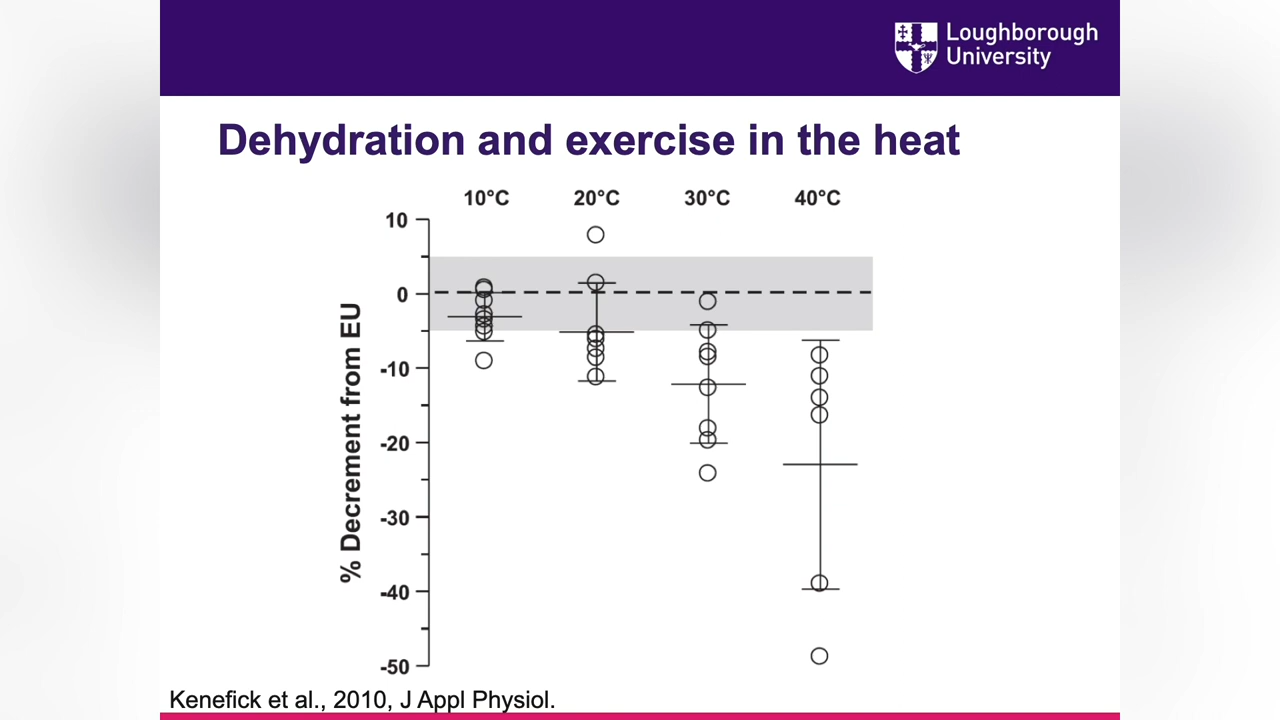 Loughborough
University
Dehydration and exercise in the heat
10°C 20°C 30°C 40°C
% Decrement from EU
10
0
-10
-20
-30
-40
-50
Kenefick et al., 2010, J Appl Physiol.